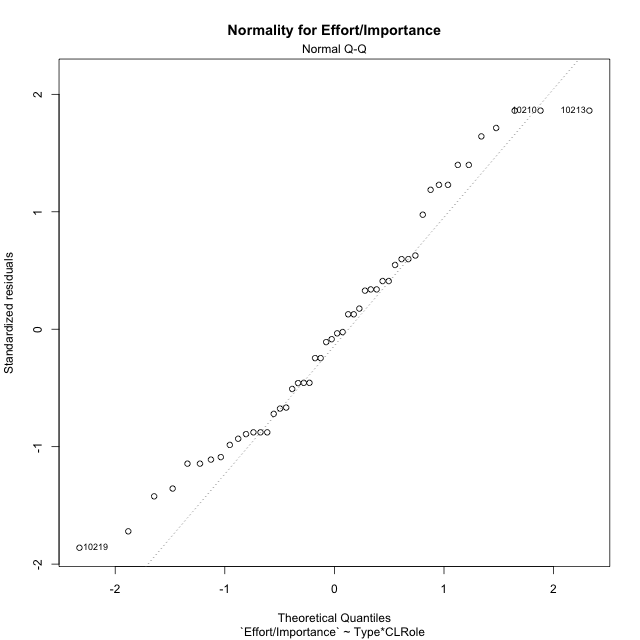 Normality for Effort/Importance
Normal Q-Q
Standardized residuals
2
1
0
-1
-2
10210
10213
10219
-2 -1 0 1 2
Theoretical Quantiles
`Effort/Importance` ~ Type*CLRole